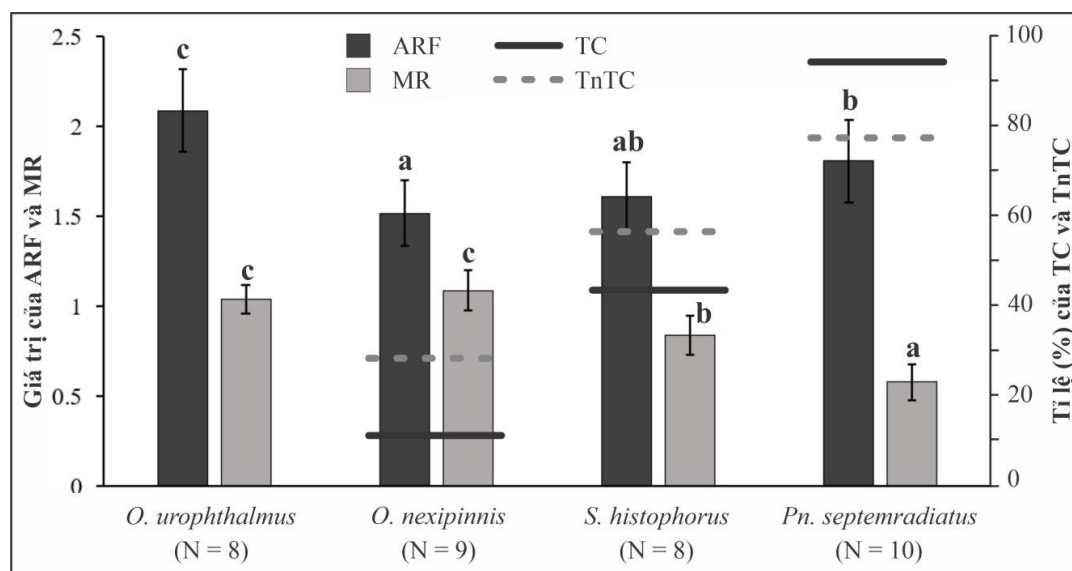 Giá trị của ARF và MR
2.5
2
1.5
1
0.5
0
ARF
MR
TC
TnTC
c
c
a
c
ab
b
b
a
100
80
60
40
20
0
Tỉ lệ (%) của TC và TnTC
O. urophthalmus
(N = 8)
O. nexipinnis
(N = 9)
S. histophorus
(N = 8)
Pn. septemradiatus
(N = 10)